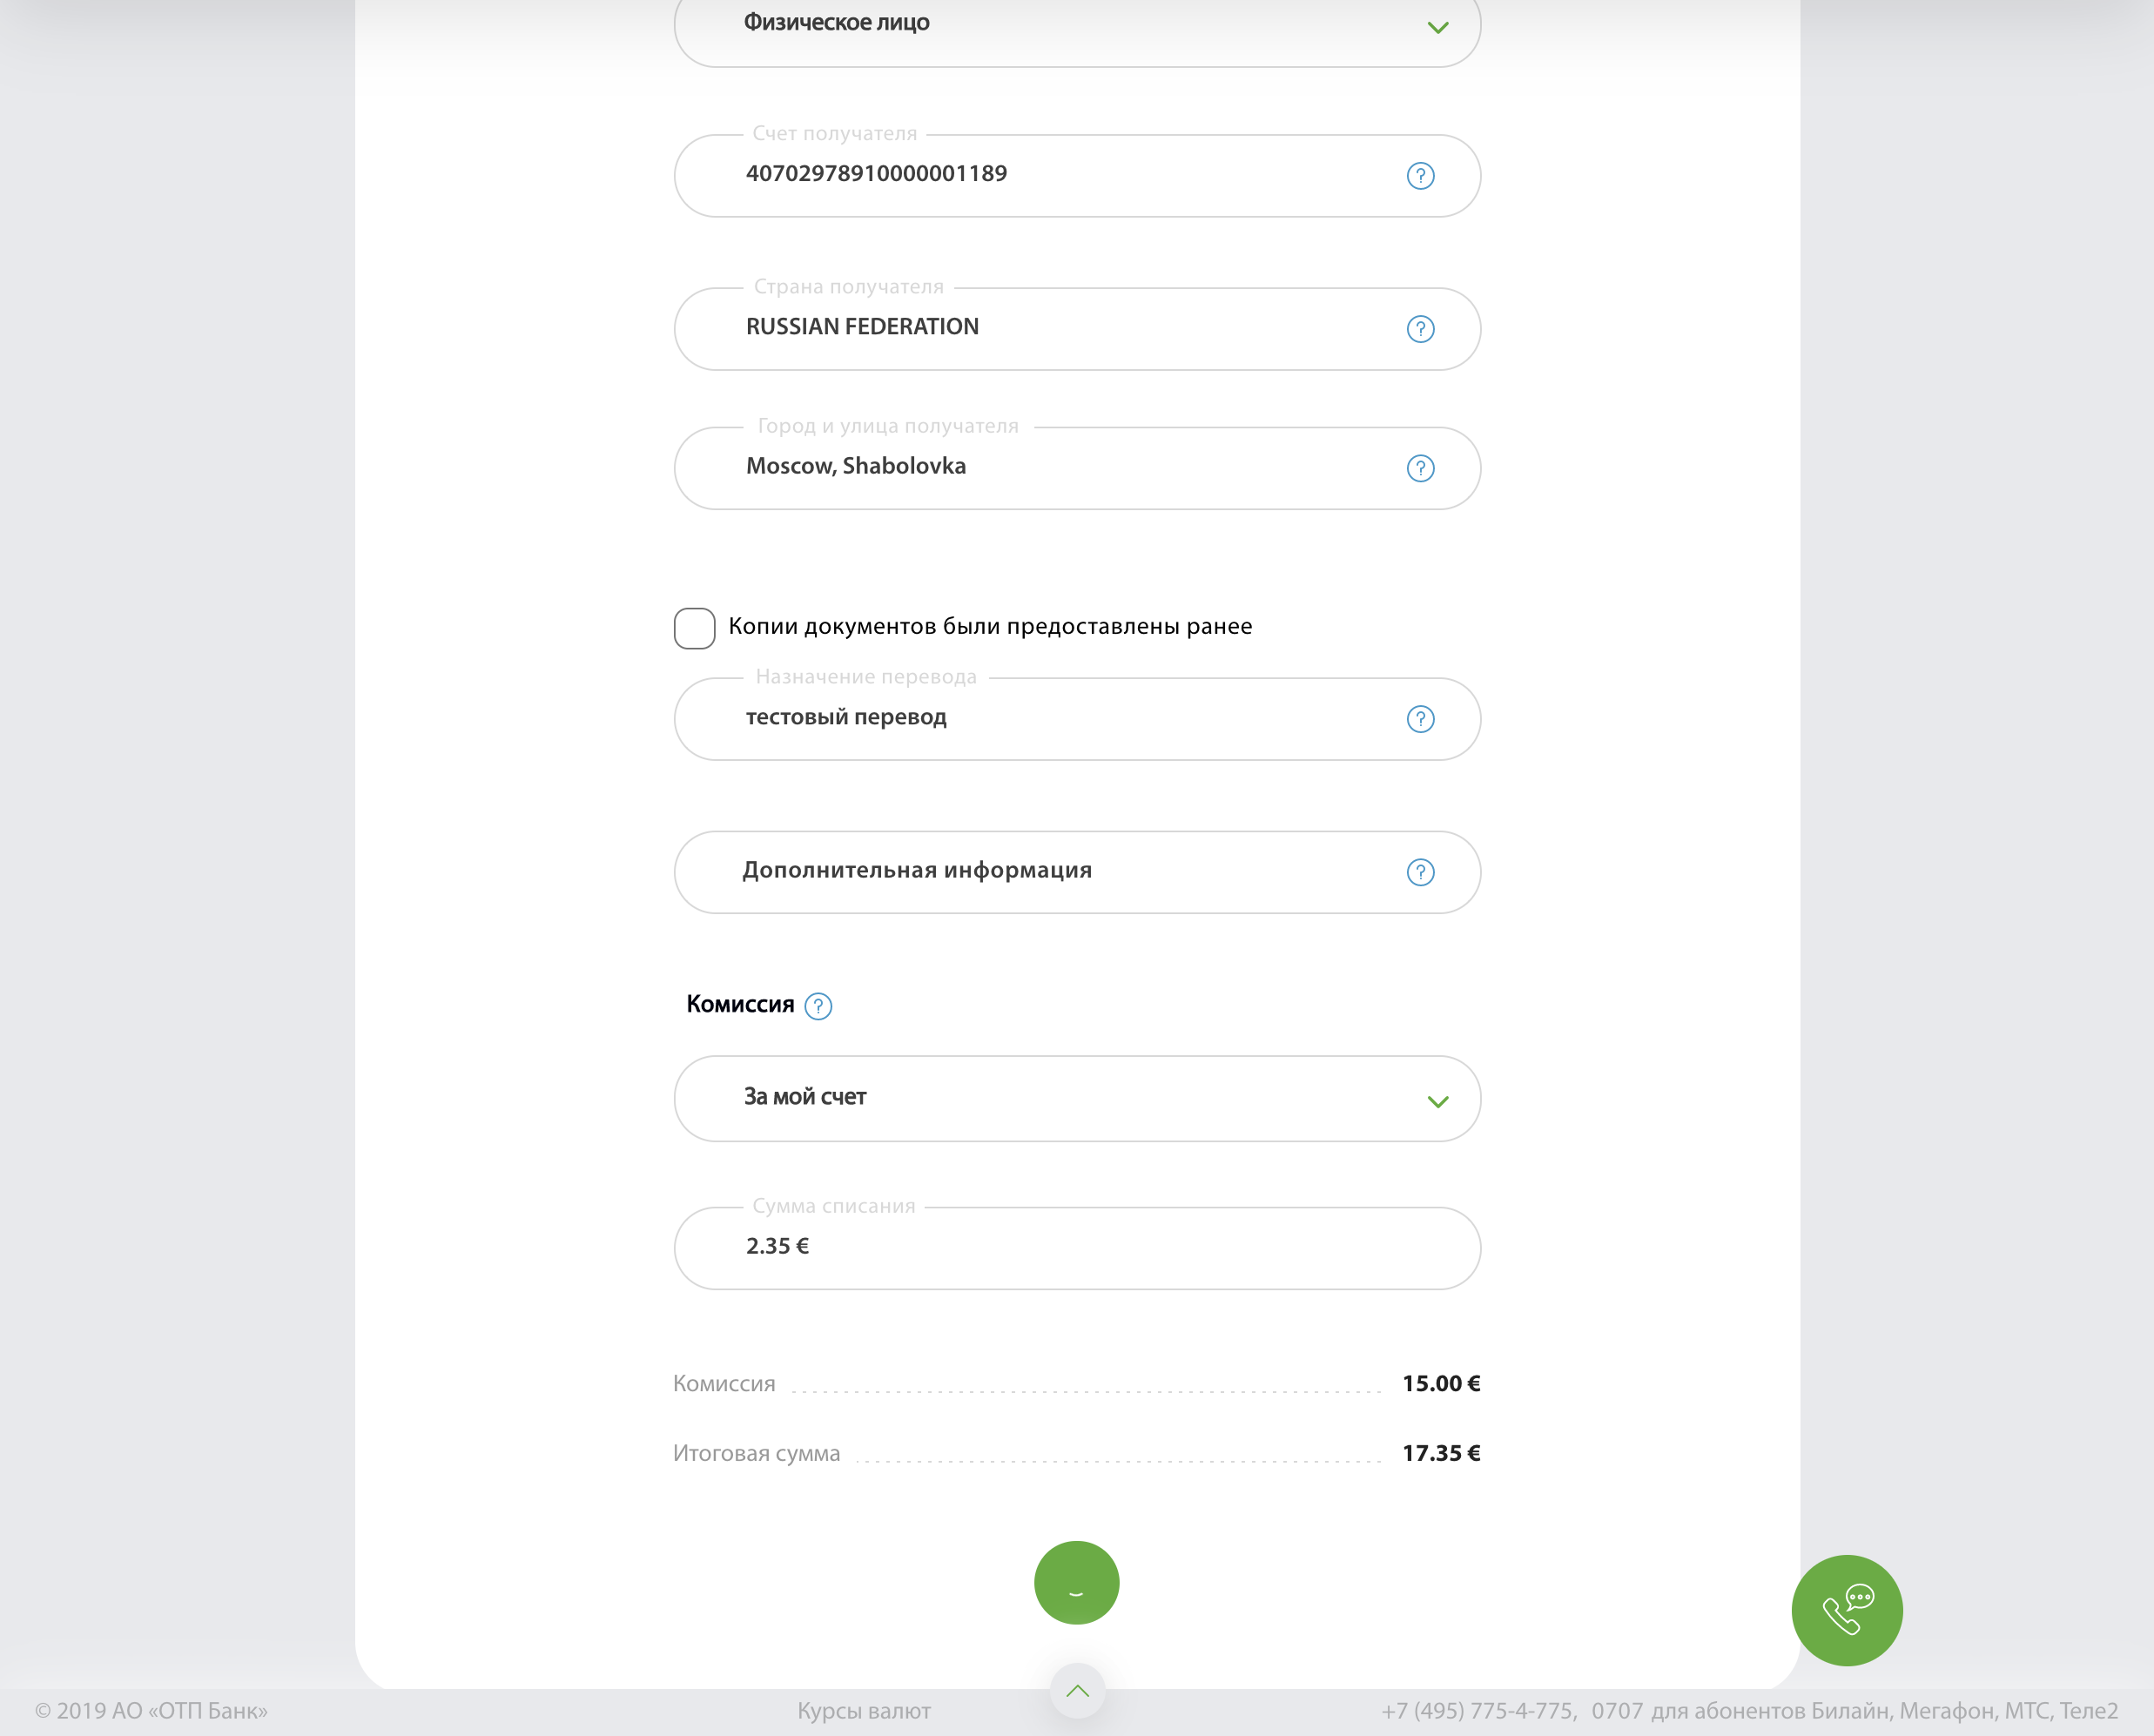 Физическое лицо
Счет получателя
40702978910000001189
Страна получателя
RUSSIAN FEDERATION
Город и улица получателя
Moscow, Shabolovka
Копии документов были предоставлены ранее
Назначение перевода
тестовый перевод
Дополнительная информация
Комиссия
За мой счет
Сумма списания
2.35 €
Комиссия 15.00 €
Итоговая сумма 17.35 €
© 2019 АО «ОТП Банк» Курсы валют +7 (495) 775-4-775, 0707 для абонентов Билайн, Мегафон, МТС, Теле2